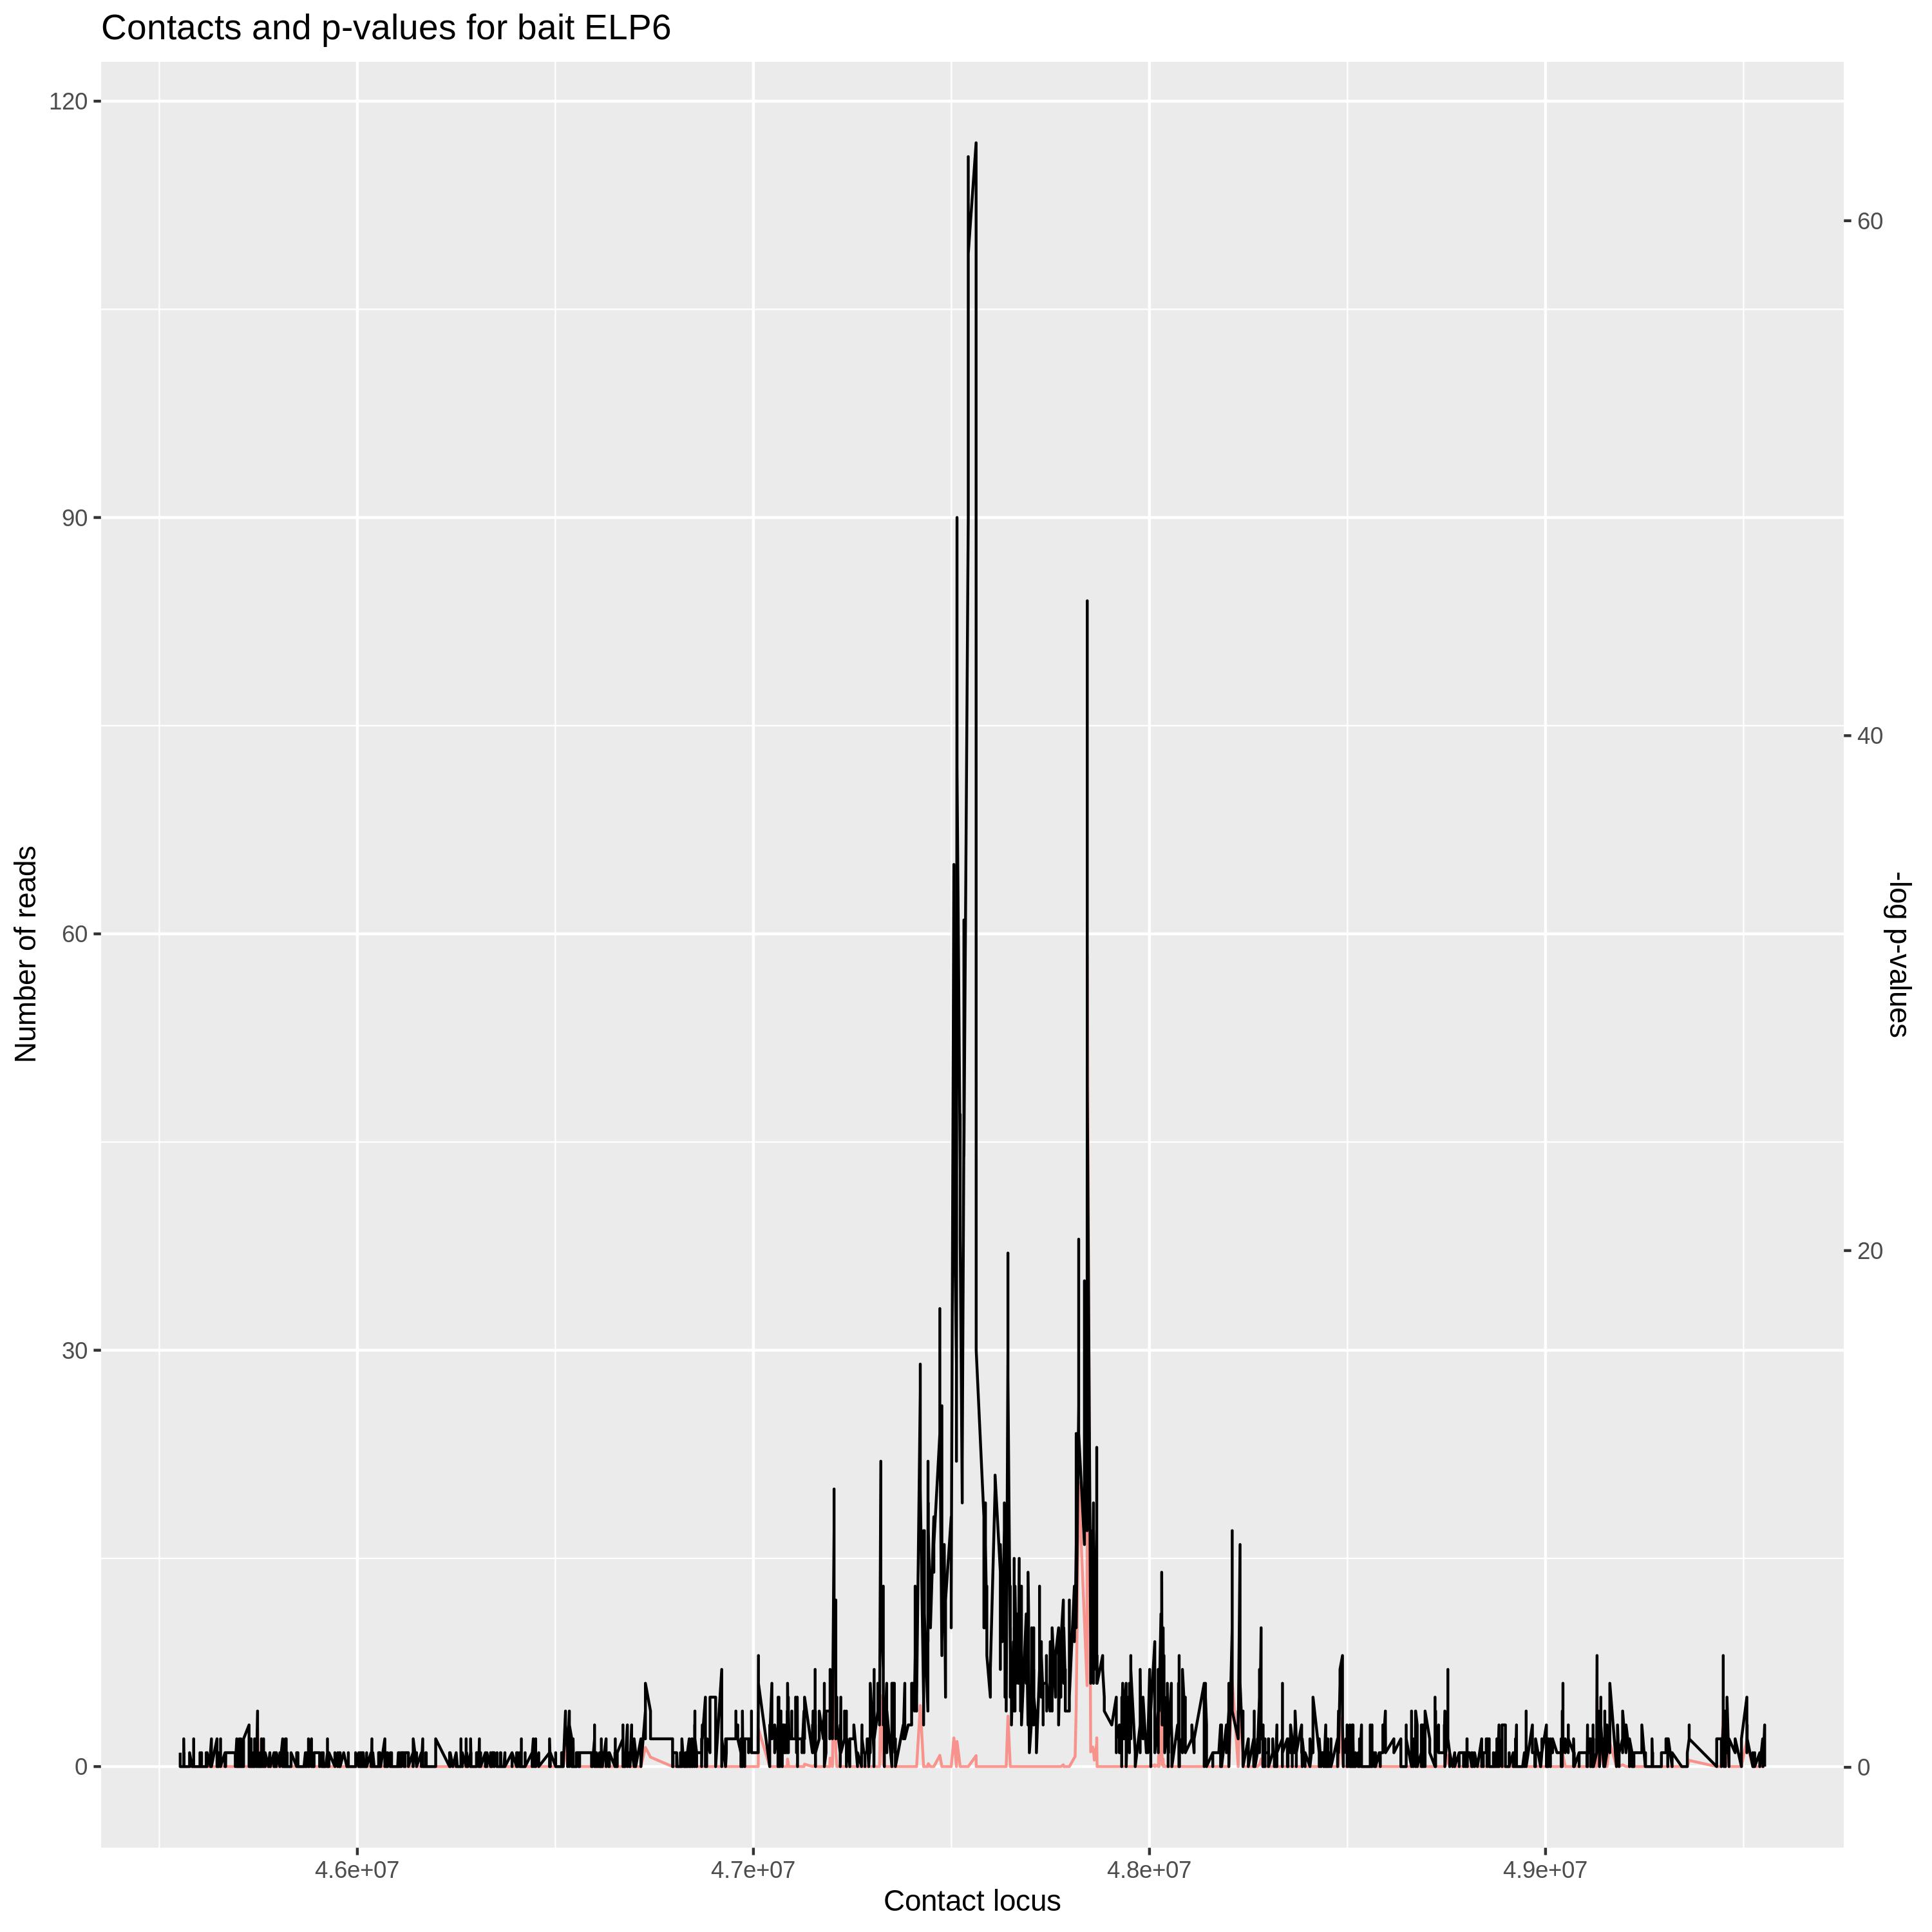 Contacts and p-values for bait ELP6
120
90
60
30
0
60
40
20
0
Number of reads
-log p-values
4.6e+07
4.7e+07
4.8e+07
4.9e+07
Contact locus